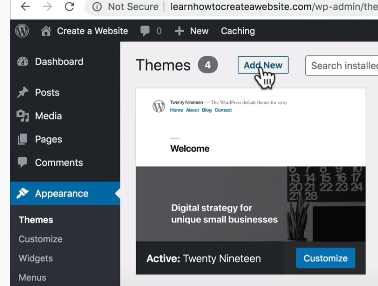 Not Secure | learnhowtocreateawebsite.com/wp-admin/the
Create a Website 0 + New Caching
Dashboard
Posts
Media
Pages
Comments
Appearance
Themes
Customize
Widgets
Menus
Themes 4 Add New Search installed
Twenty Nineteen — The WordPress default theme for 2019
Home About Blog Contact
Welcome
Digital strategy for
unique small businesses
Active: Twenty Nineteen Customize